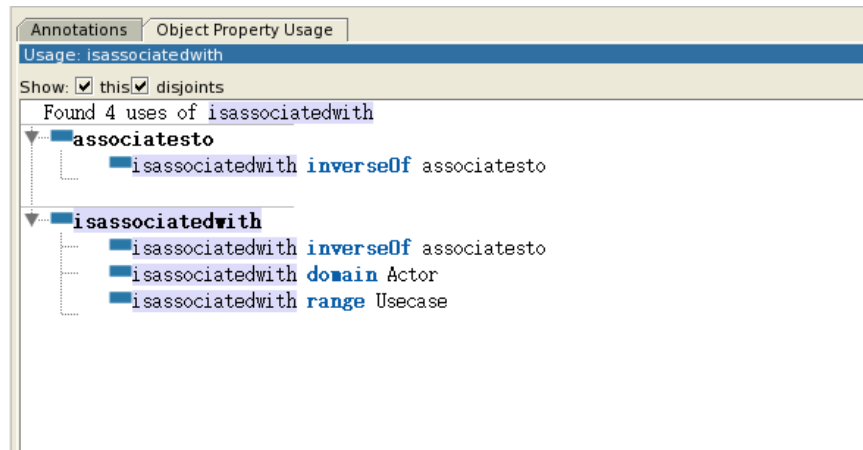 Annotations Object Property Usage
Usage: isassociatedwith
Show: this disjoints
Found 4 uses of isassociatedwith
associatesto
isassociatedwith inverseOf associatesto
isassociatedwith
isassociatedwith inverseOf associatesto
isassociatedwith domain Actor
isassociatedwith range Usecase